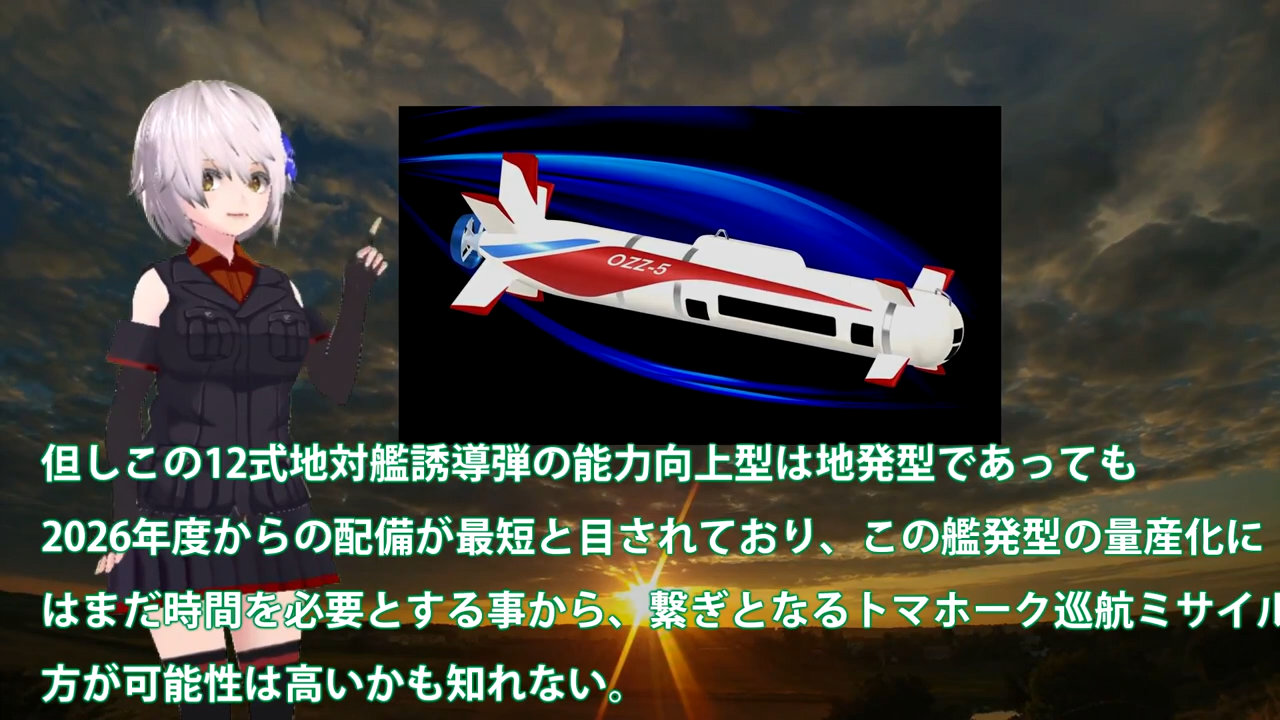 OZZ-5
但しこの12式地対艦誘導弾の能力向上型は地発型であっても
2026年度からの配備が最短と目されており、この艦発型の量産化に
はまだ時間を必要とする事から、繋ぎとなるトマホーク巡航ミサイル
方が可能性は高いかも知れない。